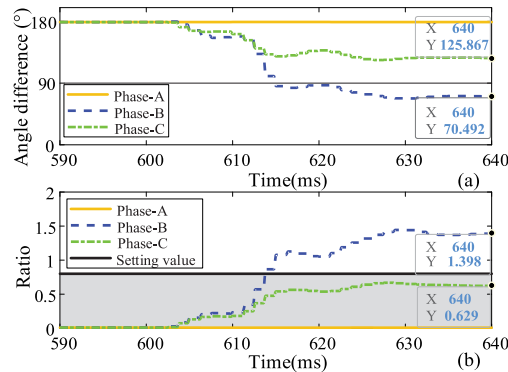 Angle difference (°)
180
90
0
Phase-A
Phase-B
Phase-C
X 640
Y 125.867
X 640
Y 70.492
590 600 610 620 630 640
Time(ms)
(a)
Ratio
2
1.5
1
0.5
0
Phase-A
Phase-B
Phase-C
Setting value
X 640
Y 1.398
X 640
Y 0.629
590 600 610 620 630 640
Time(ms)
(b)